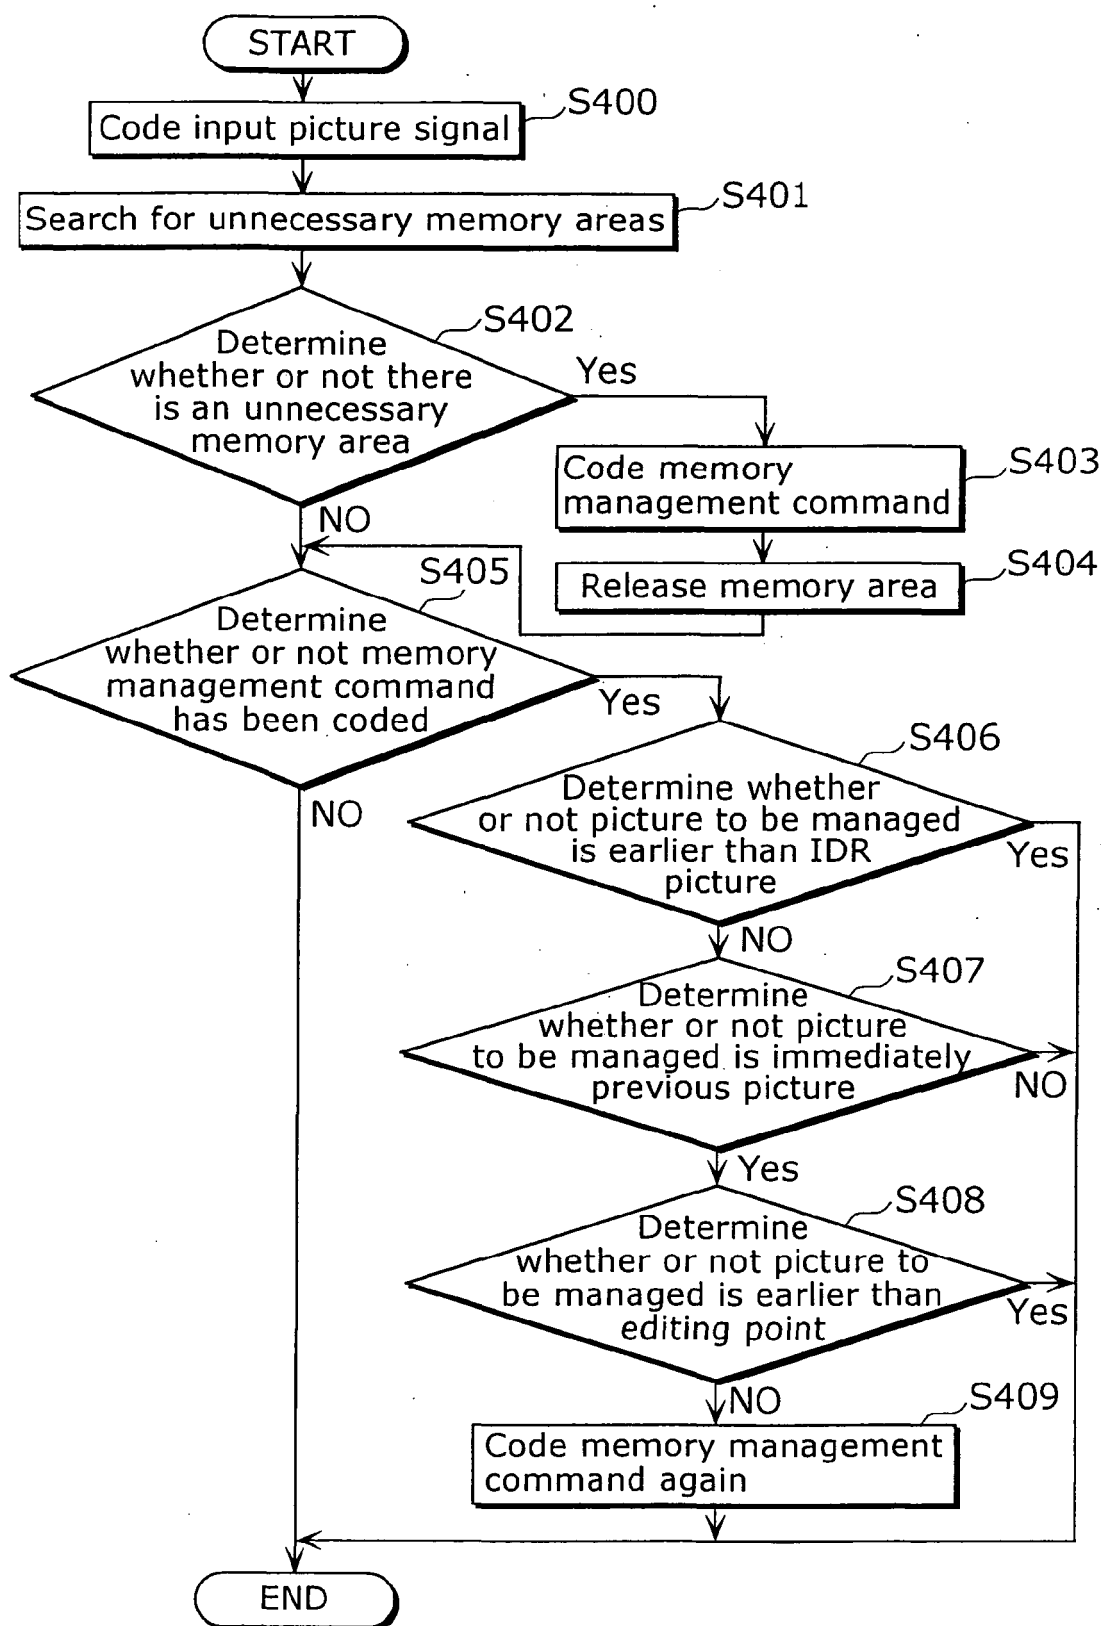 START
S400
Code input picture signal
S401
Search for unnecessary memory areas
S402
Determine
whether or not there
is an unnecessary
memory area
Yes
S403
Code memory
management command
NO
S404
Release memory area
S405
Determine
whether or not memory
management command
has been coded
Yes
S406
Determine whether
or not picture to be managed
is earlier than IDR
picture
NO
Yes
NO
S407
Determine
whether or not picture
to be managed is immediately
previous picture
NO
Yes
S408
Determine
whether or not picture to
be managed is earlier than
editing point
Yes
NO
S409
Code memory management
command again
END